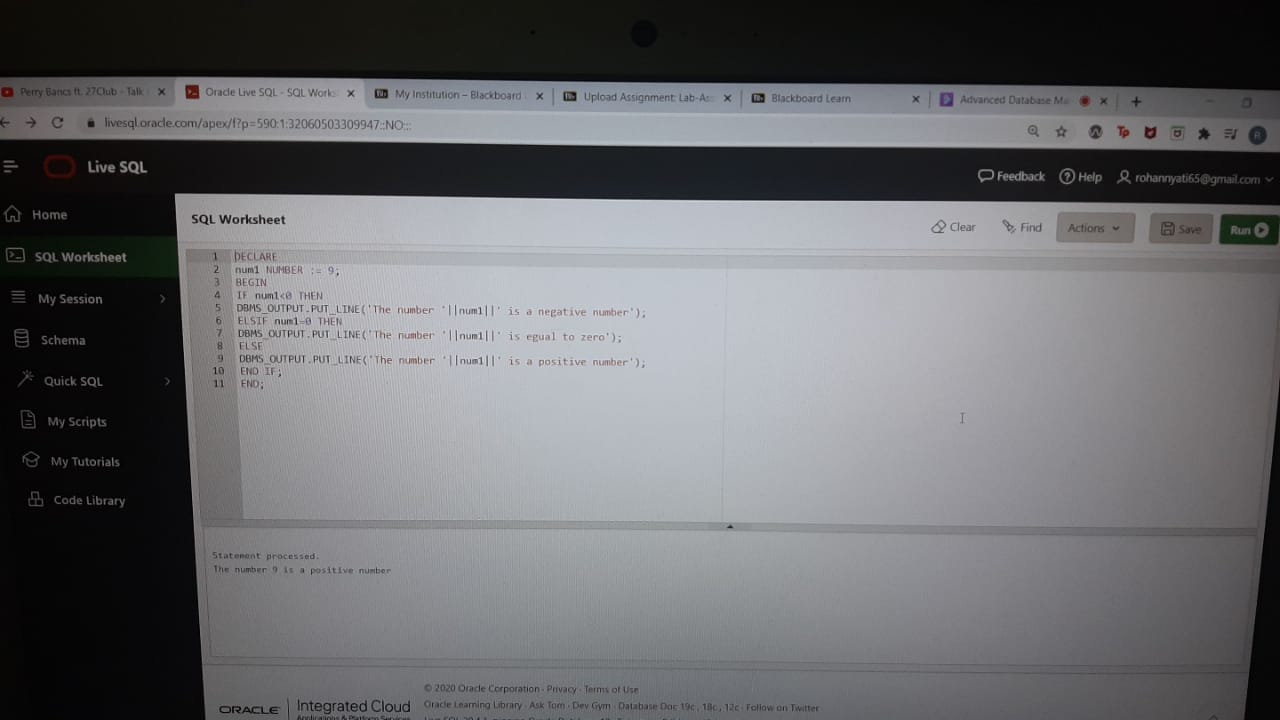 Perry Bancs ft. 27Club - Talk
Oracle Live SQL - SQL Works
My Institution – Blackboard
Upload Assignment: Lab-As
Blackboard Learn
Advanced Database Ma
livesql.oracle.com/apex/f?p=590:1:32060503309947::NO:::
Live SQL
Feedback
Help
rohannyati65@gmail.com
Home
SQL Worksheet
My Session
Schema
Quick SQL
My Scripts
My Tutorials
Code Library
SQL Worksheet
Clear
Find
Actions
Save
Run
1 DECLARE
2 num1 NUMBER := 9;
3 BEGIN
4 IF num1<0 THEN
5 DBMS_OUTPUT.PUT_LINE('The number '||num1||' is a negative number');
6 ELSIF num1=0 THEN
7 DBMS_OUTPUT.PUT_LINE('The number '||num1||' is egual to zero');
8 ELSE
9 DBMS_OUTPUT.PUT_LINE('The number '||num1||' is a positive number');
10 END IF;
11 END;
Statement processed.
The number 9 is a positive number
ORACLE
Integrated Cloud
Applications & Platform Services
© 2020 Oracle Corporation · Privacy · Terms of Use
Oracle Learning Library · Ask Tom · Dev Gym · Database Doc 19c, 18c, 12c · Follow on Twitter